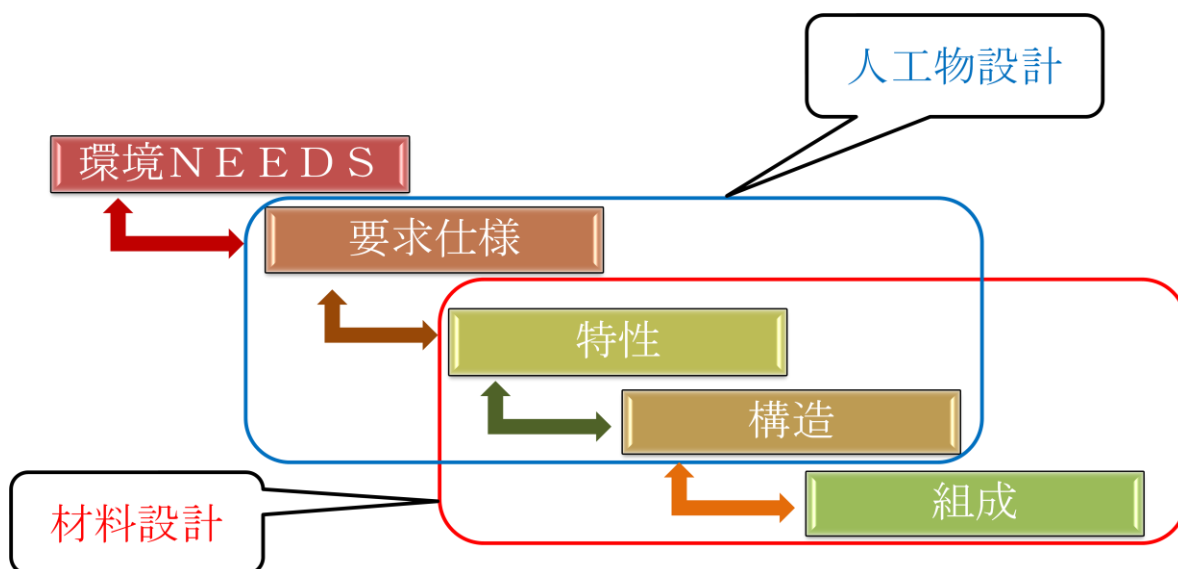 人工物設計
環境ＮＥＥＤＳ
要求仕様
特性
構造
組成
材料設計